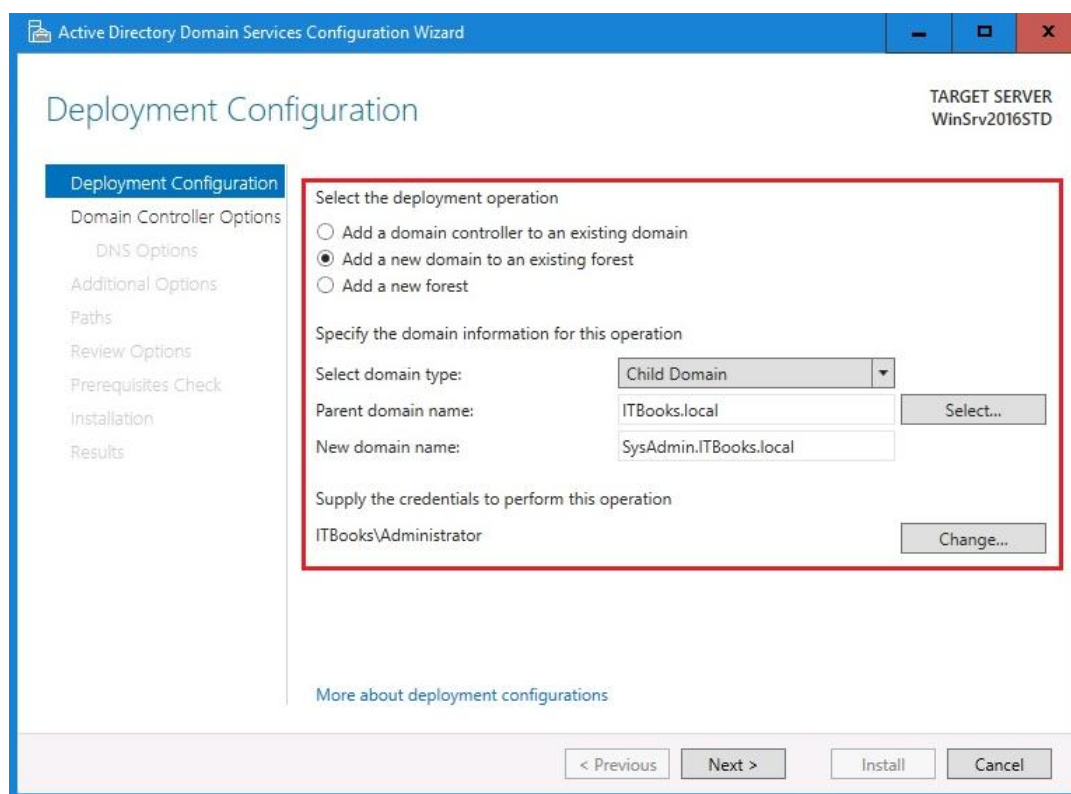 Active Directory Domain Services Configuration Wizard
Deployment Configuration
TARGET SERVER
WinSrv2016STD
Deployment Configuration
Domain Controller Options
DNS Options
Additional Options
Paths
Review Options
Prerequisites Check
Installation
Results
Select the deployment operation
Add a domain controller to an existing domain
Add a new domain to an existing forest
Add a new forest
Specify the domain information for this operation
Select domain type: Child Domain
Parent domain name: ITBooks.local Select...
New domain name: SysAdmin.ITBooks.local
Supply the credentials to perform this operation
ITBooks\Administrator Change...
More about deployment configurations
< Previous Next > Install Cancel